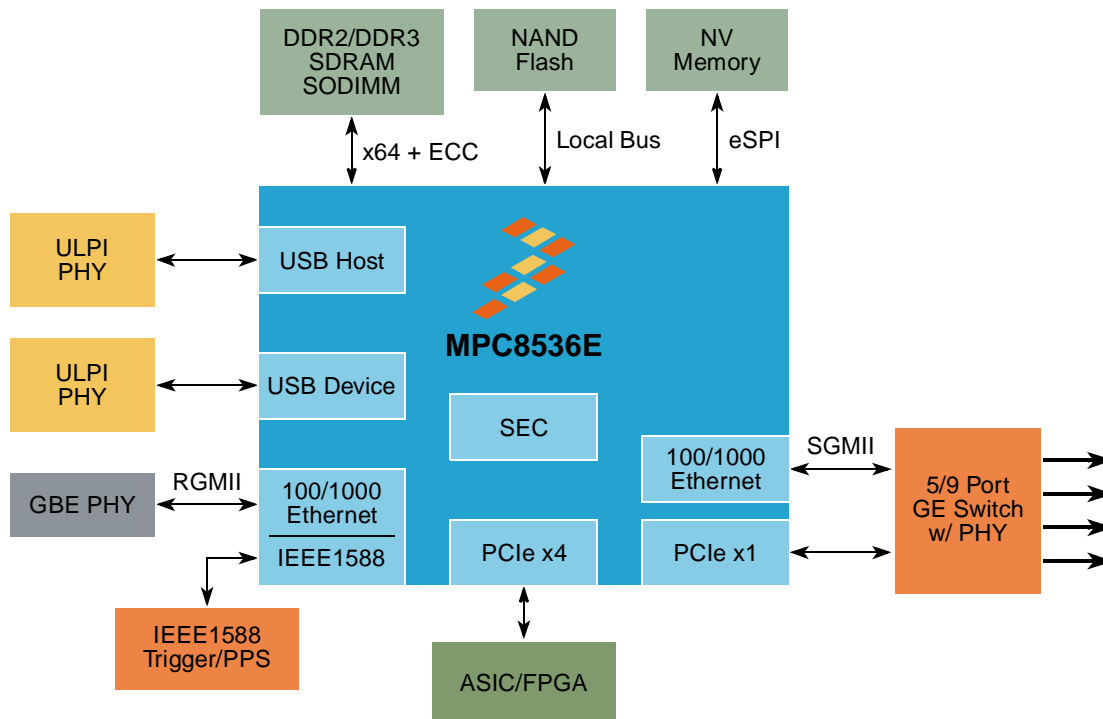 DDR2/DDR3
SDRAM
SODIMM
NAND
Flash
NV
Memory
x64 + ECC
Local Bus
eSPI
ULPI
PHY
USB Host
MPC8536E
ULPI
PHY
USB Device
SEC
GBE PHY
RGMII
100/1000
Ethernet
IEEE1588
100/1000
Ethernet
SGMII
5/9 Port
GE Switch
w/ PHY
PCIe x4
PCIe x1
IEEE1588
Trigger/PPS
ASIC/FPGA